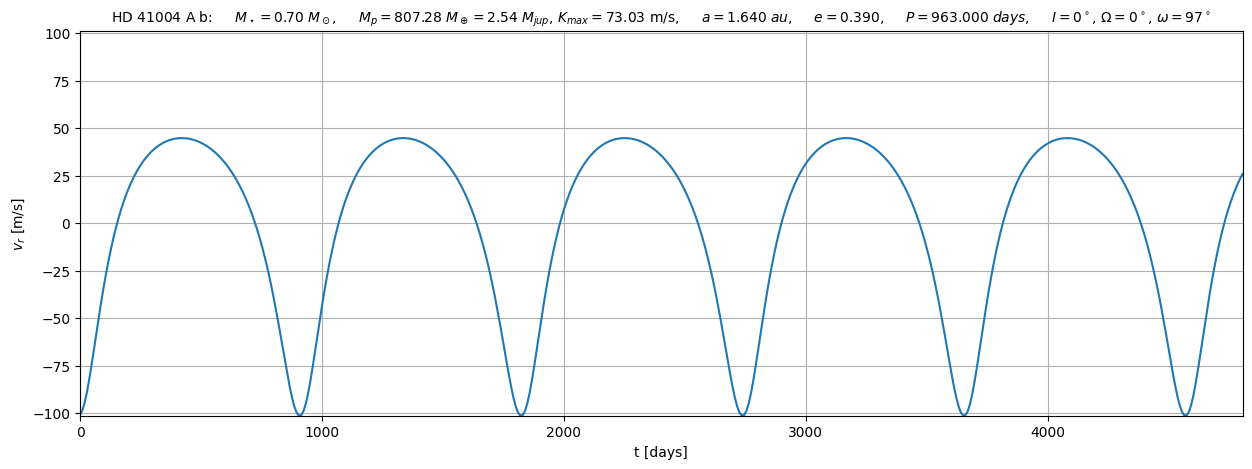 HD 41004 A b: M⋆ = 0.70 M⊙, Mp = 807.28 M⊕ = 2.54 Mjup, Kmax = 73.03 m/s, a = 1.640 au, e = 0.390, P = 963.000 days, I = 0°, Ω = 0°, ω = 97°
100
75
50
25
0
−25
−50
−75
−100
vr [m/s]
0 1000 2000 3000 4000
t [days]